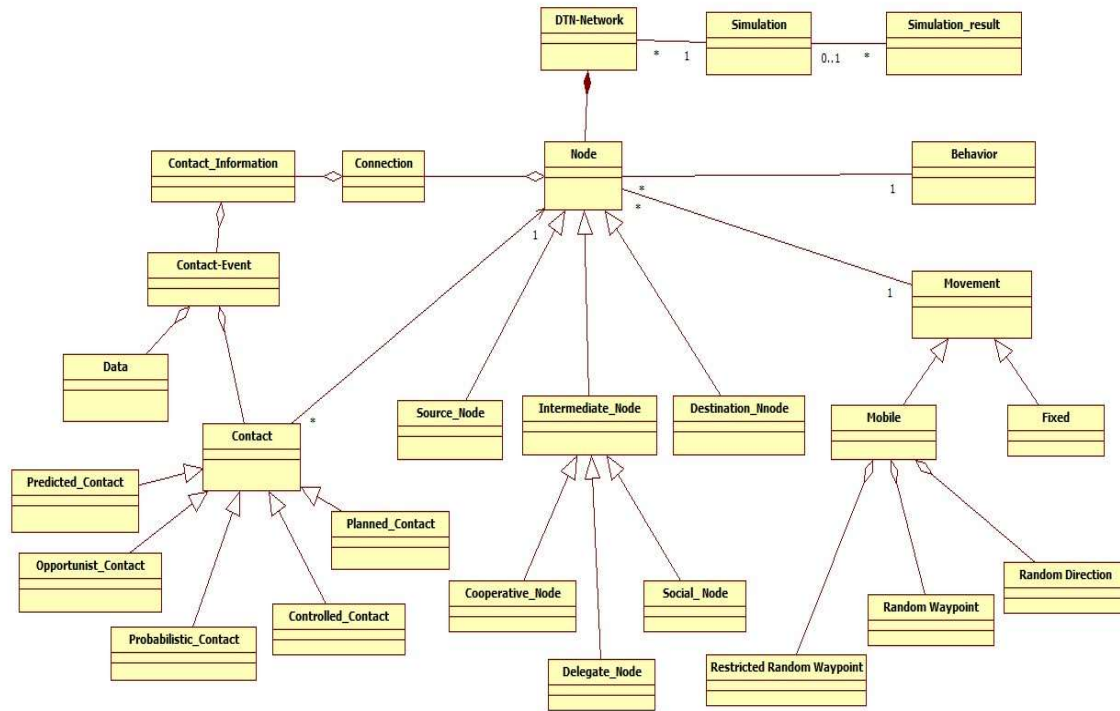 DTN-Network
Simulation
Simulation_result
* 1
0..1 *
Contact_Information
Connection
Node
Behavior
*
1
*
1
Contact-Event
Movement
1
Data
Source_Node
Intermediate_Node
Destination_Nnode
Mobile
Fixed
*
Contact
Predicted_Contact
Planned_Contact
Opportunist_Contact
Random Direction
Cooperative_Node
Social_ Node
Random Waypoint
Controlled_Contact
Probabilistic_Contact
Delegate_Node
Restricted Random Waypoint